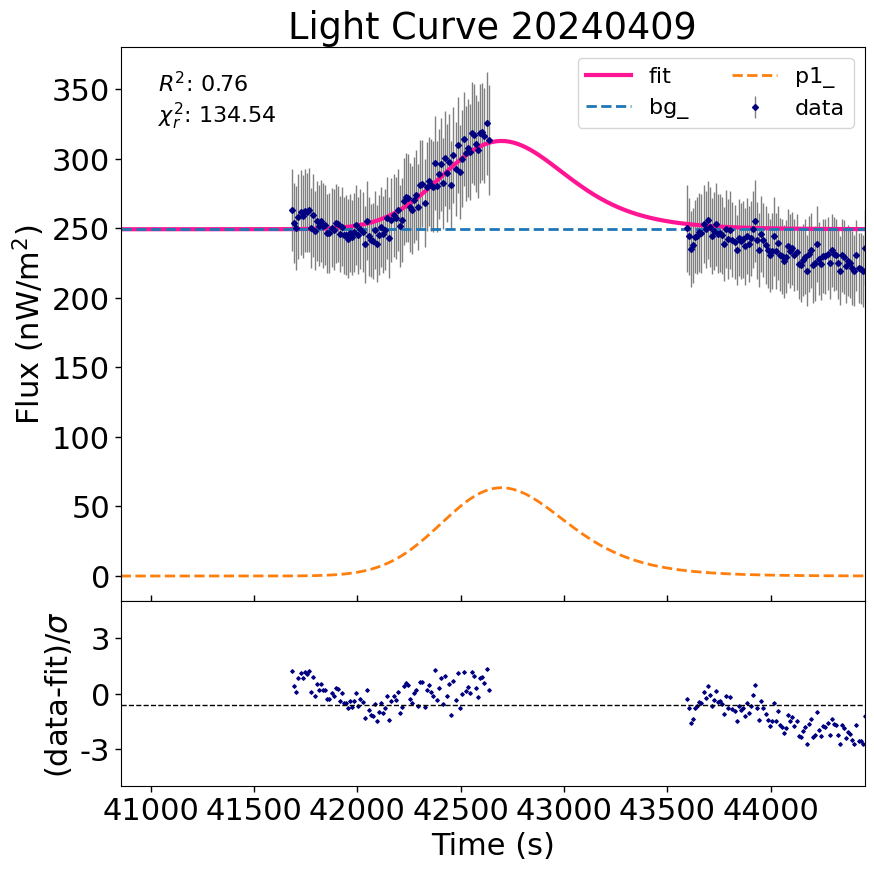 Light Curve 20240409
R²: 0.76
χ²ᵣ: 134.54
fit
bg_
p1_
data
Flux (nW/m²)
350
300
250
200
150
100
50
0
(data-fit)/σ
3
0
-3
41000 41500 42000 42500 43000 43500 44000
Time (s)